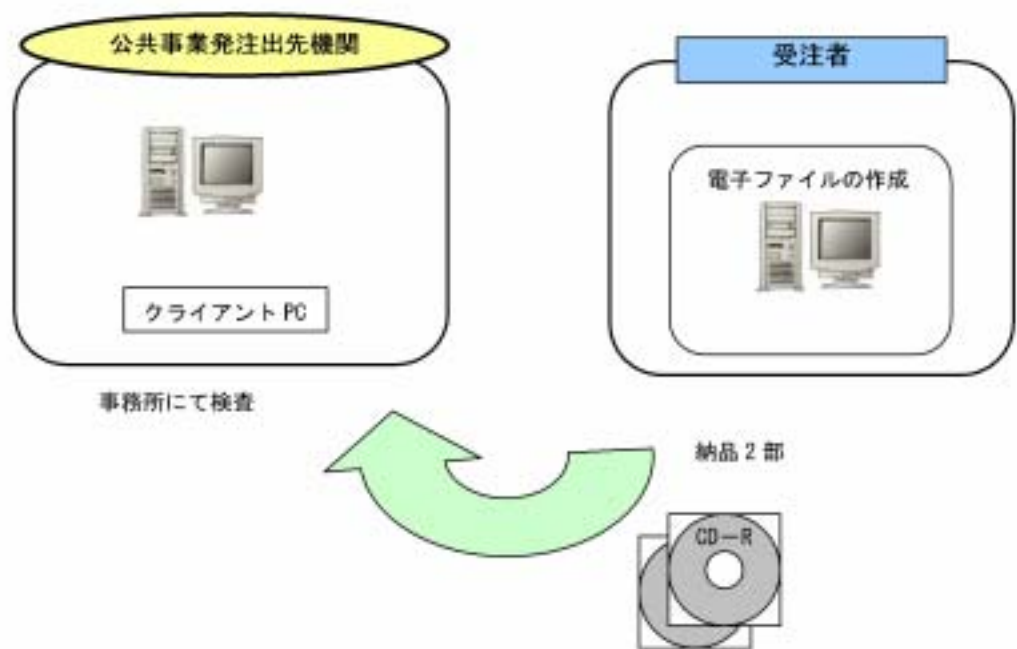 公共事業発注出先機関
受注者
電子ファイルの作成
クライアントPC
事務所にて検査
納品2部
CD－R